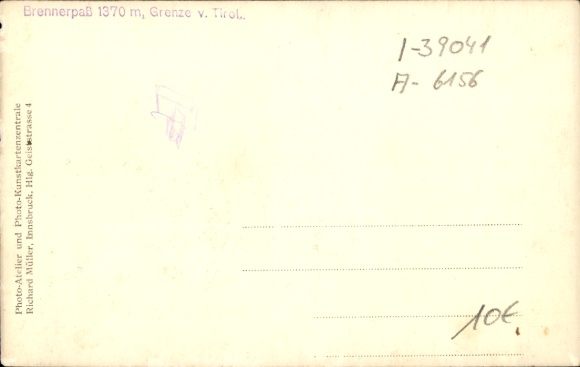 Brennerpaß 1370 m, Grenze v. Tirol.
I-39041
A-6156
Photo-Atelier und Photo-Kunstkartenzentrale
Richard Müller, Innsbruck, Hlg. Geiststrasse 4
10€